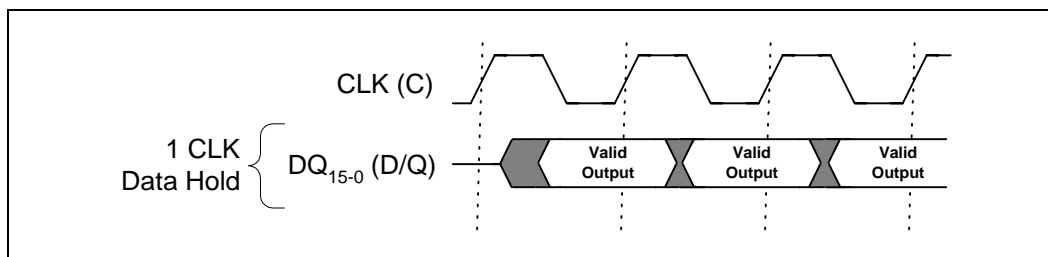 CLK (C)
1 CLK
Data Hold
DQ15-0 (D/Q)
Valid
Output
Valid
Output
Valid
Output